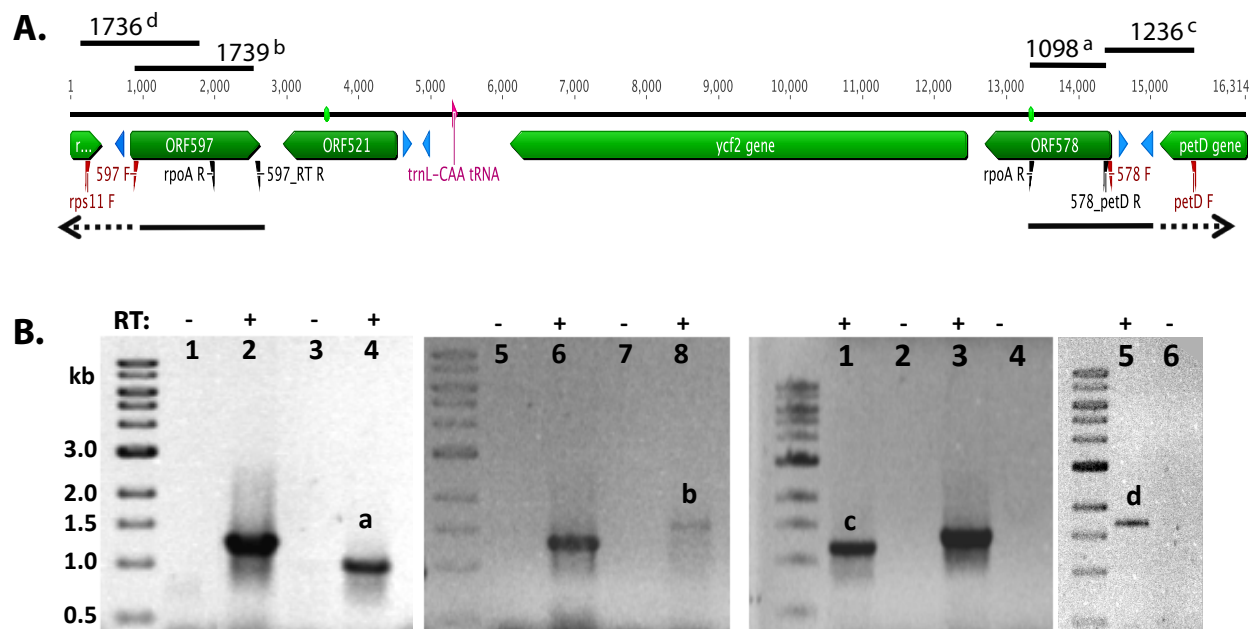 A.
1736 d
1739 b
1098 a
1236 c
1 1,000 2,000 3,000 4,000 5,000 6,000 7,000 8,000 9,000 10,000 11,000 12,000 13,000 14,000 15,000 16,314
r... ORF597 ORF521 ycf2 gene ORF578 petD gene
597 F rpoA R 597_RT R trnL-CAA tRNA rpoA R 578 F
rps11 F 578_petD R petD F
B.
RT: - + - + - + - + + - + - + -
1 2 3 4 5 6 7 8 1 2 3 4 5 6
kb
3.0
2.0
1.5 a b c d
1.0
0.5